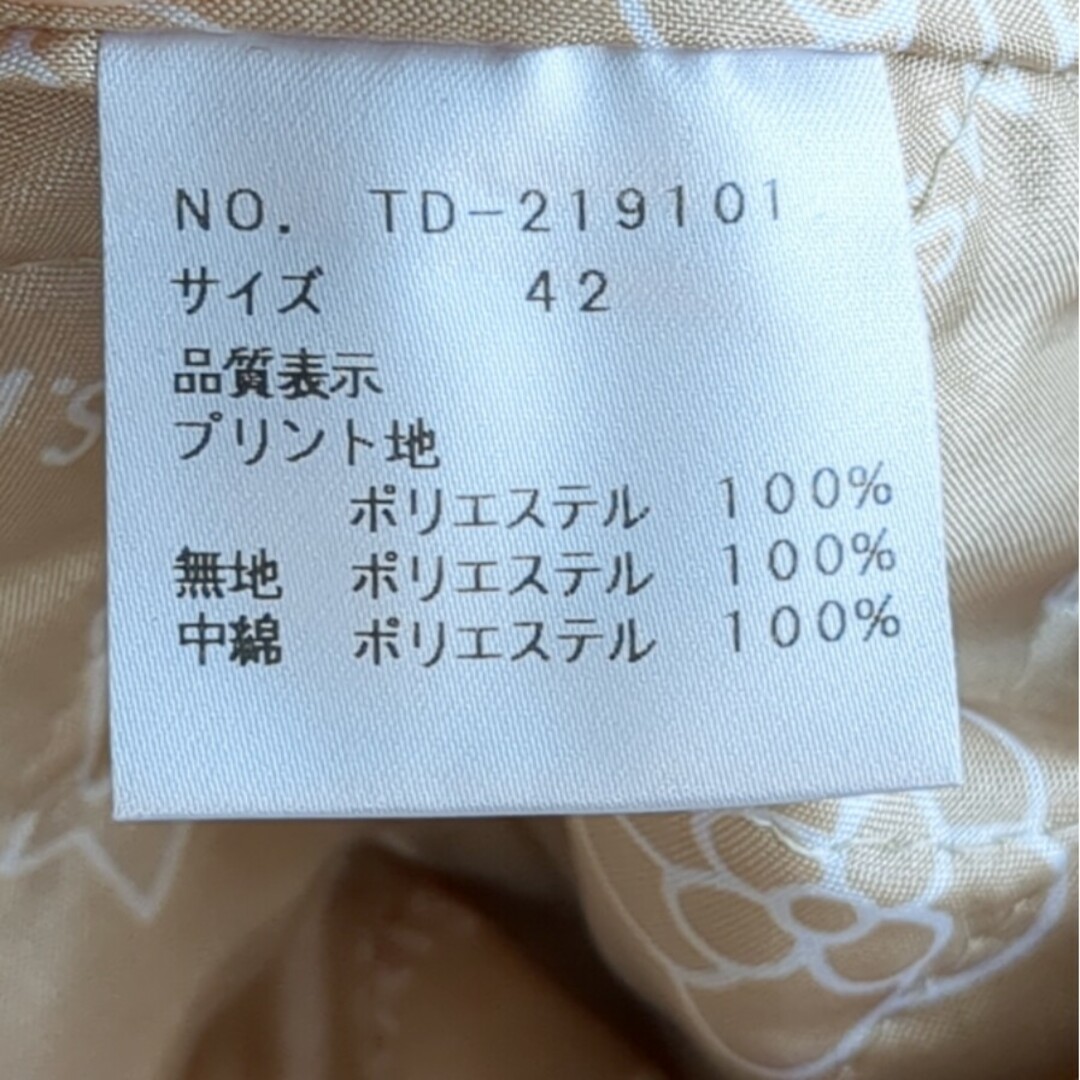 NO. TD-219101
サイズ 42
品質表示
プリント地
ポリエステル 100%
無地 ポリエステル 100%
中綿 ポリエステル 100%